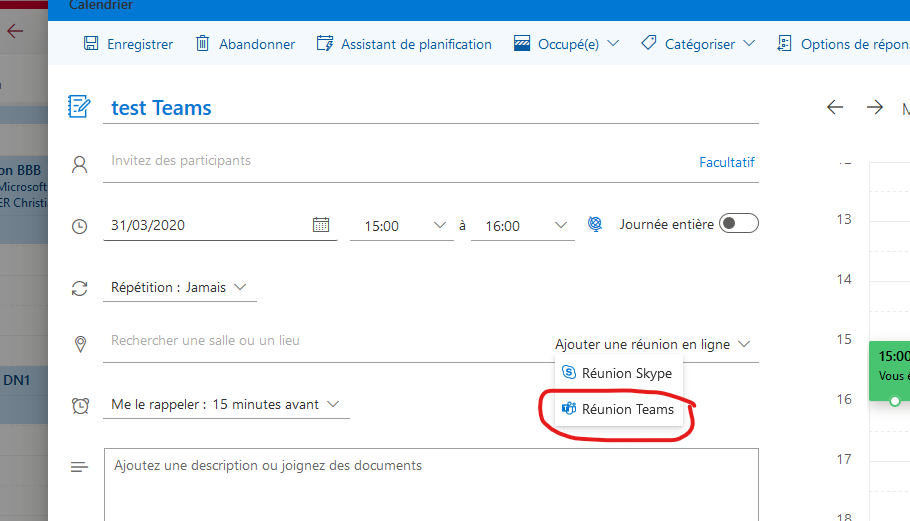 Calendrier
Enregistrer Abandonner Assistant de planification Occupé(e) Catégoriser Options de répon
test Teams
M
Invitez des participants Facultatif
on BBB
Microsoft
ER Christi
31/03/2020 15:00 à 16:00 Journée entière
13
14
Répétition : Jamais
15
Rechercher une salle ou un lieu Ajouter une réunion en ligne
15:00
Vous ê
DN1
Réunion Skype
16
Me le rappeler : 15 minutes avant Réunion Teams
17
Ajoutez une description ou joignez des documents
18